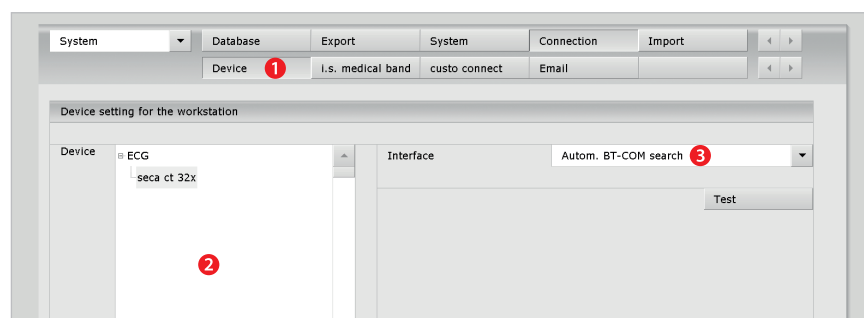 System Database Export System Connection Import
Device 1 i.s. medical band custo connect Email
Device setting for the workstation
Device ECG Interface Autom. BT-COM search 3
seca ct 32x
Test
2